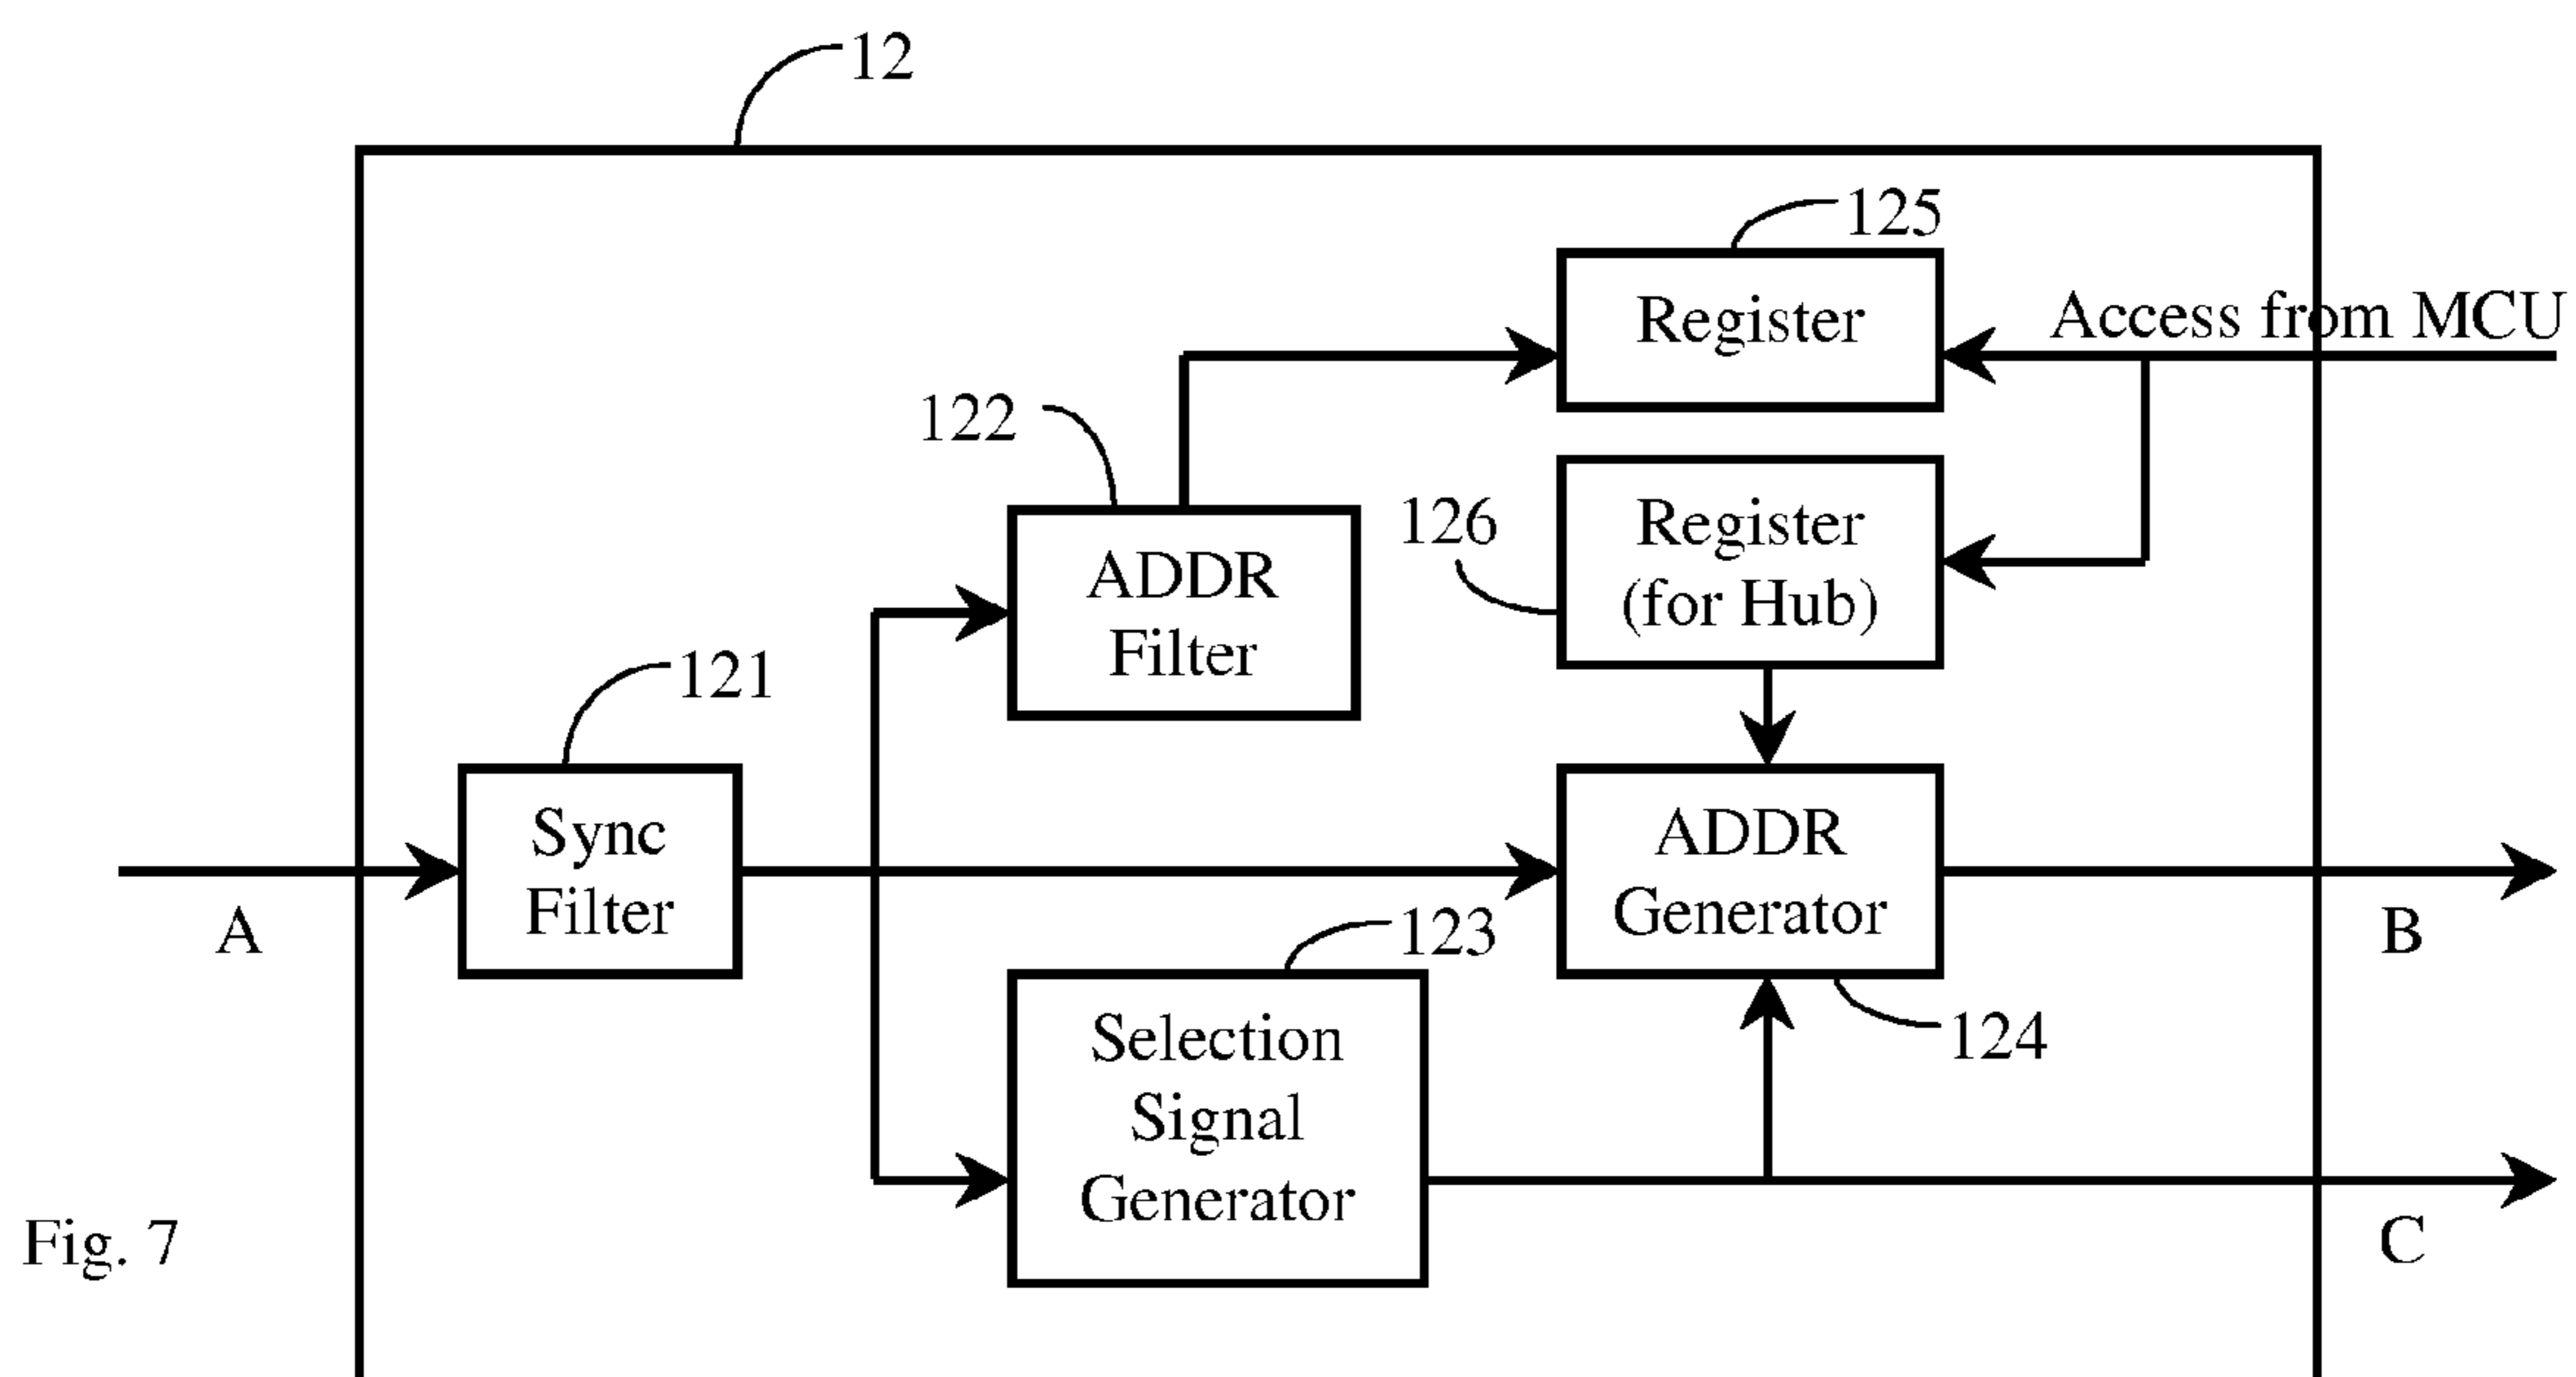 12
125
Register
Access from MCU
122
126
Register
(for Hub)
ADDR
Filter
121
Sync
Filter
ADDR
Generator
A
B
123
Selection
Signal
Generator
124
C
Fig. 7